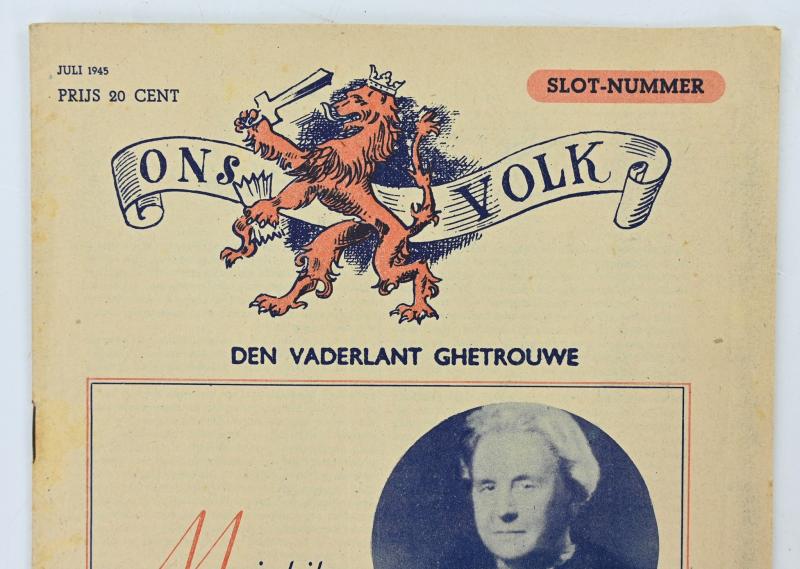 JULI 1945
PRIJS 20 CENT
SLOT-NUMMER
ONS VOLK
DEN VADERLANT GHETROUWE